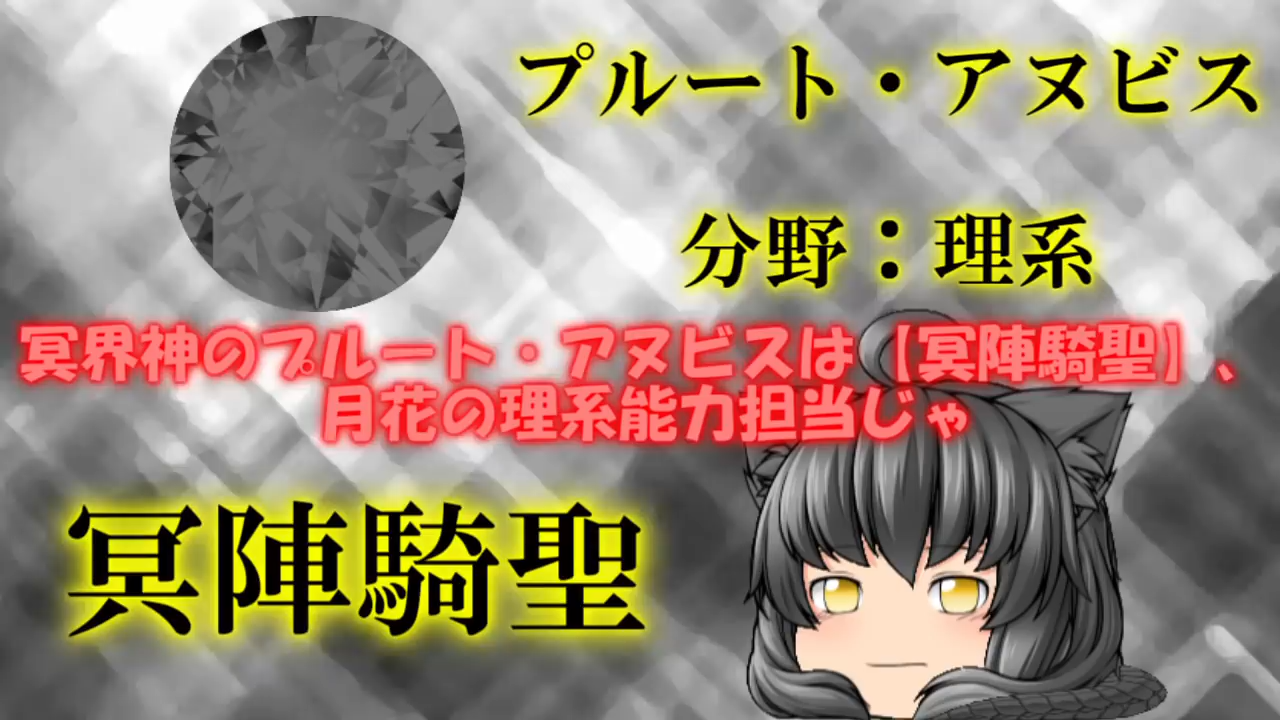 プルート・アヌビス
分野：理系
冥界神のプルート・アヌビスは【冥陣騎聖】、
月花の理系能力担当じゃ
冥陣騎聖